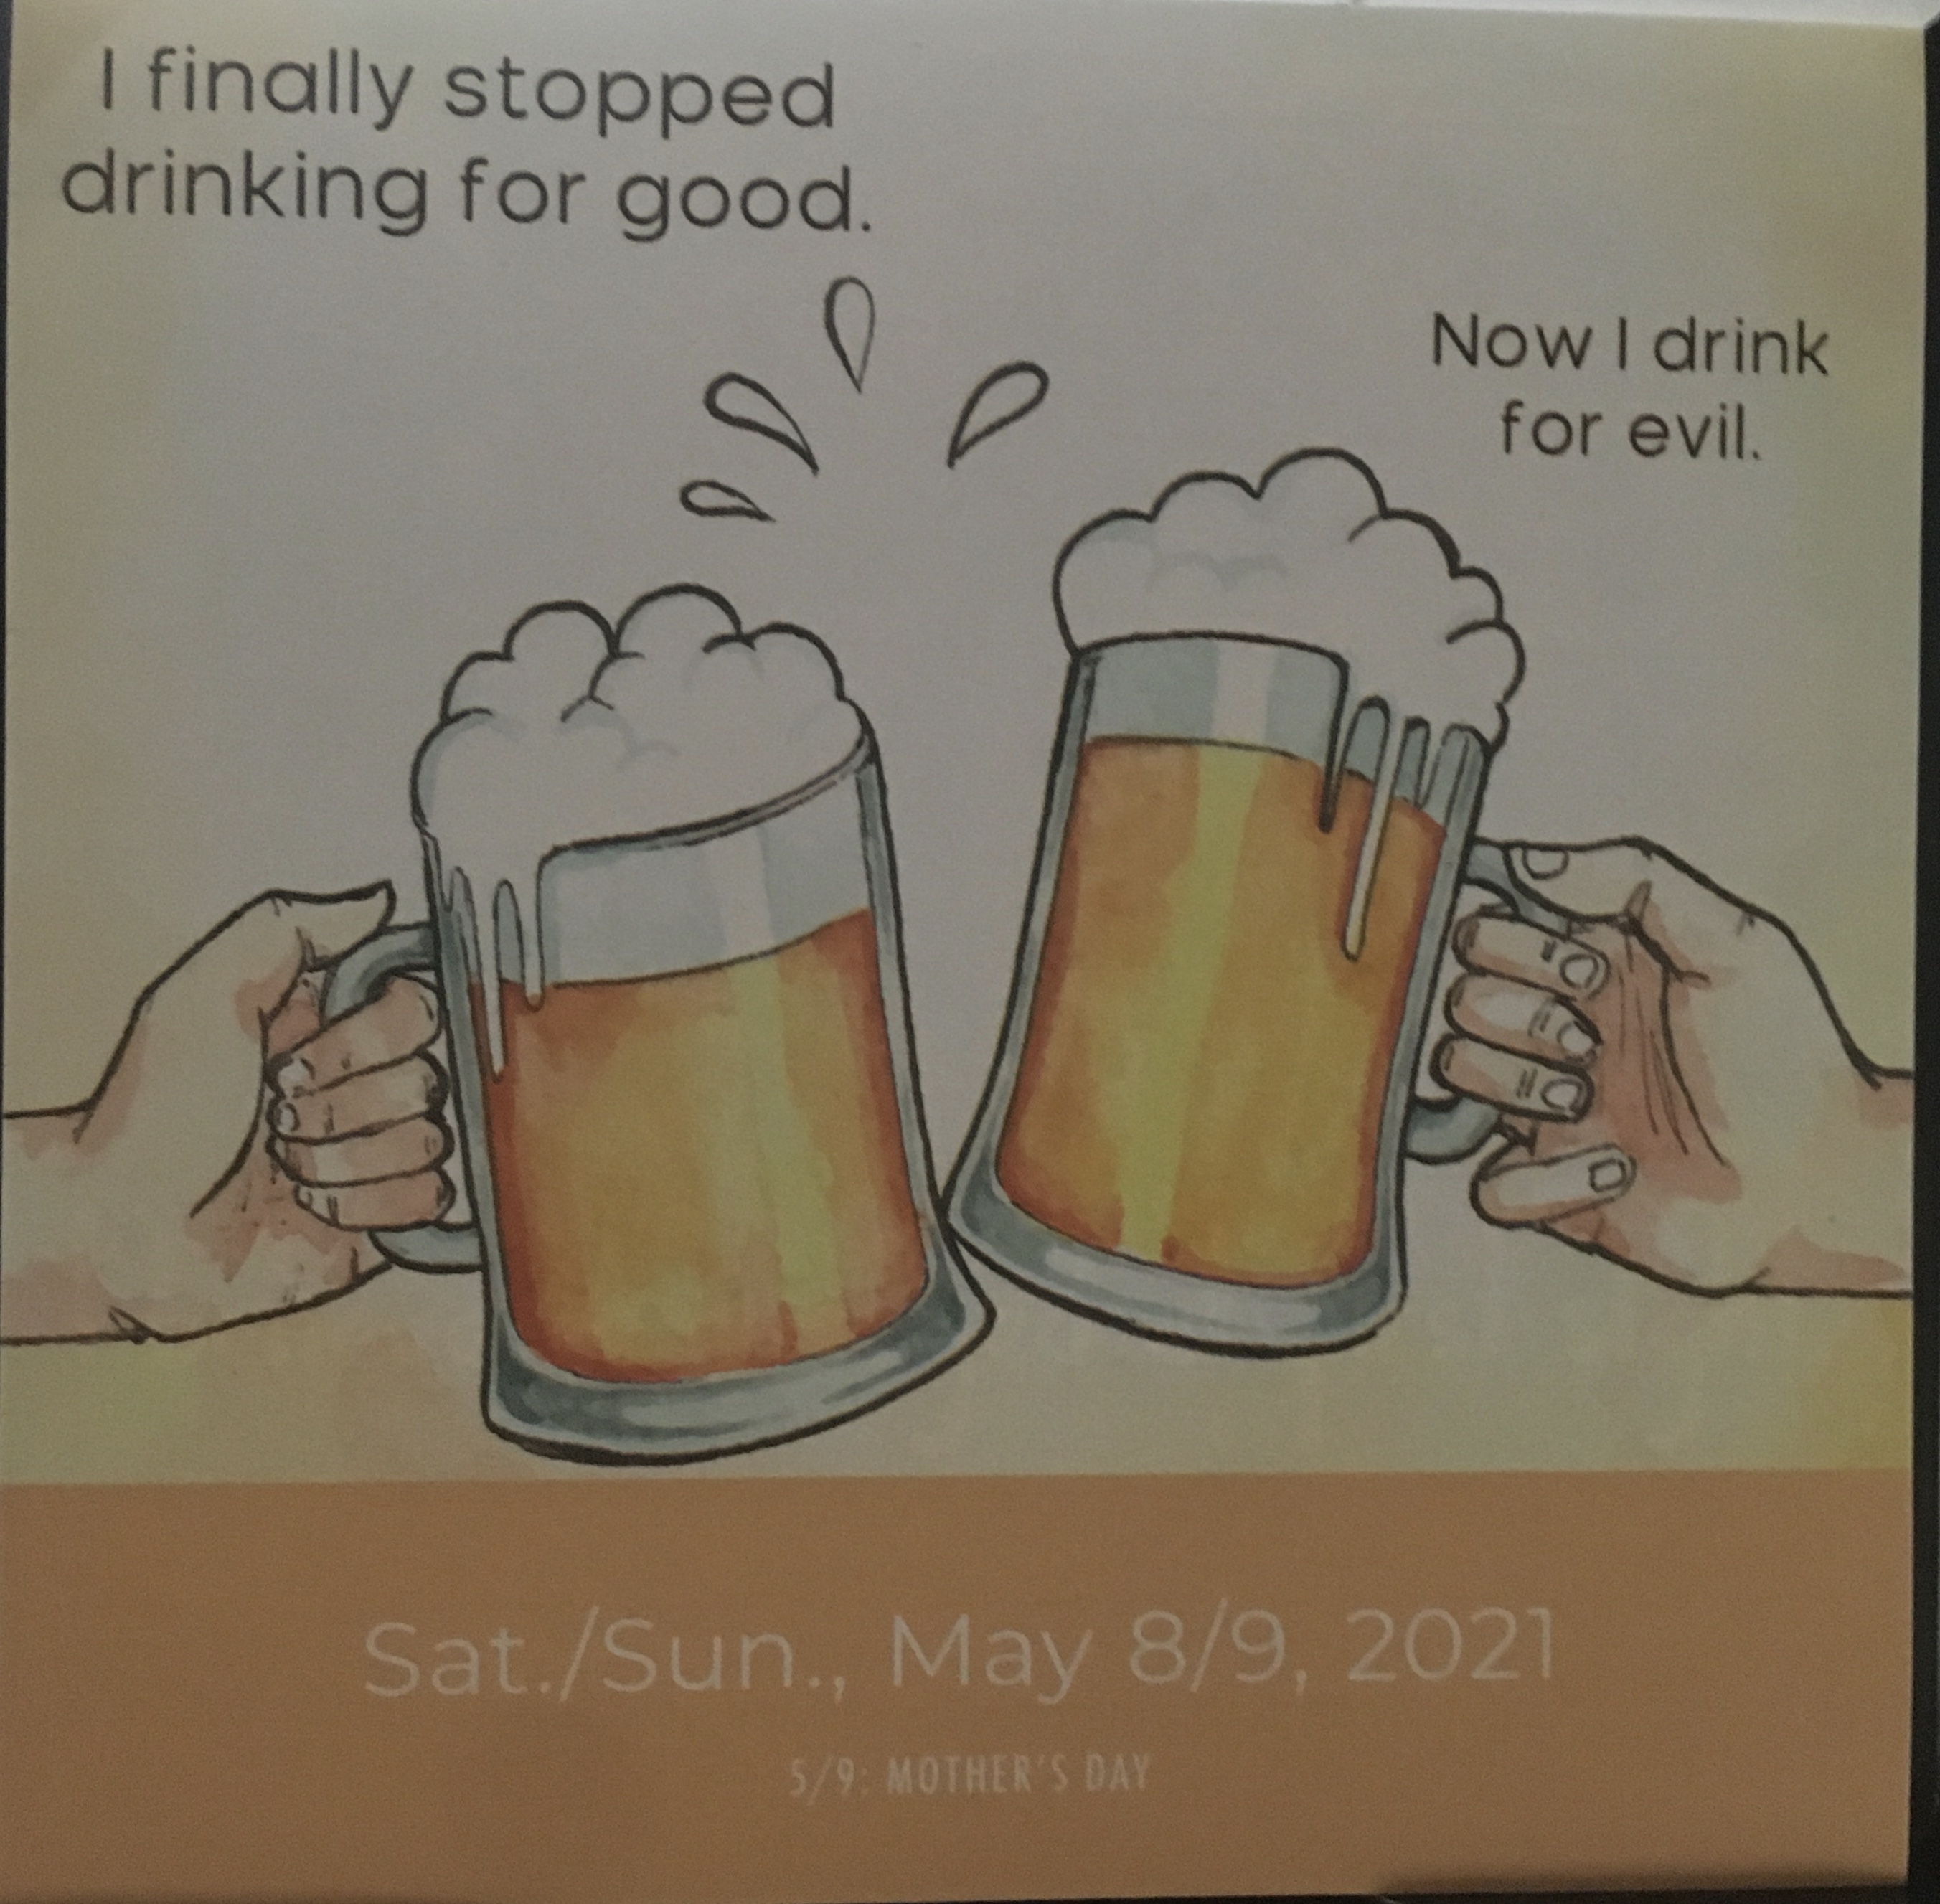 I finally stopped
drinking for good.
Now I drink
for evil.
Sat./Sun., May 8/9, 2021
5/9: MOTHER'S DAY